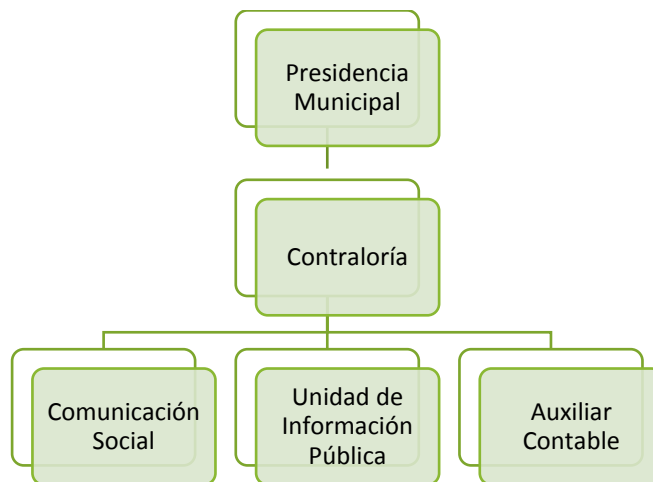 Presidencia
Municipal
Contraloría
Comunicación
Social
Unidad de
Información
Pública
Auxiliar
Contable